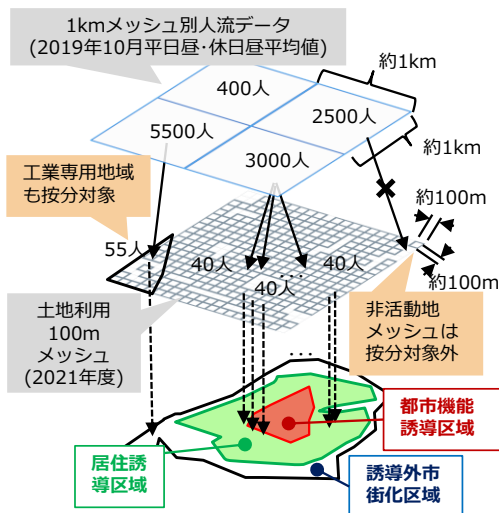 1kmメッシュ別人流データ
(2019年10月平日昼･休日昼平均値)
約1km
400人
2500人
5500人
3000人
約1km
工業専用地域
も按分対象
約100m
55人
40人
40人
…
40人
約100m
土地利用
100m
メッシュ
(2021年度)
非活動地
メッシュは
按分対象外
…
都市機能
誘導区域
居住誘
導区域
誘導外市
街化区域